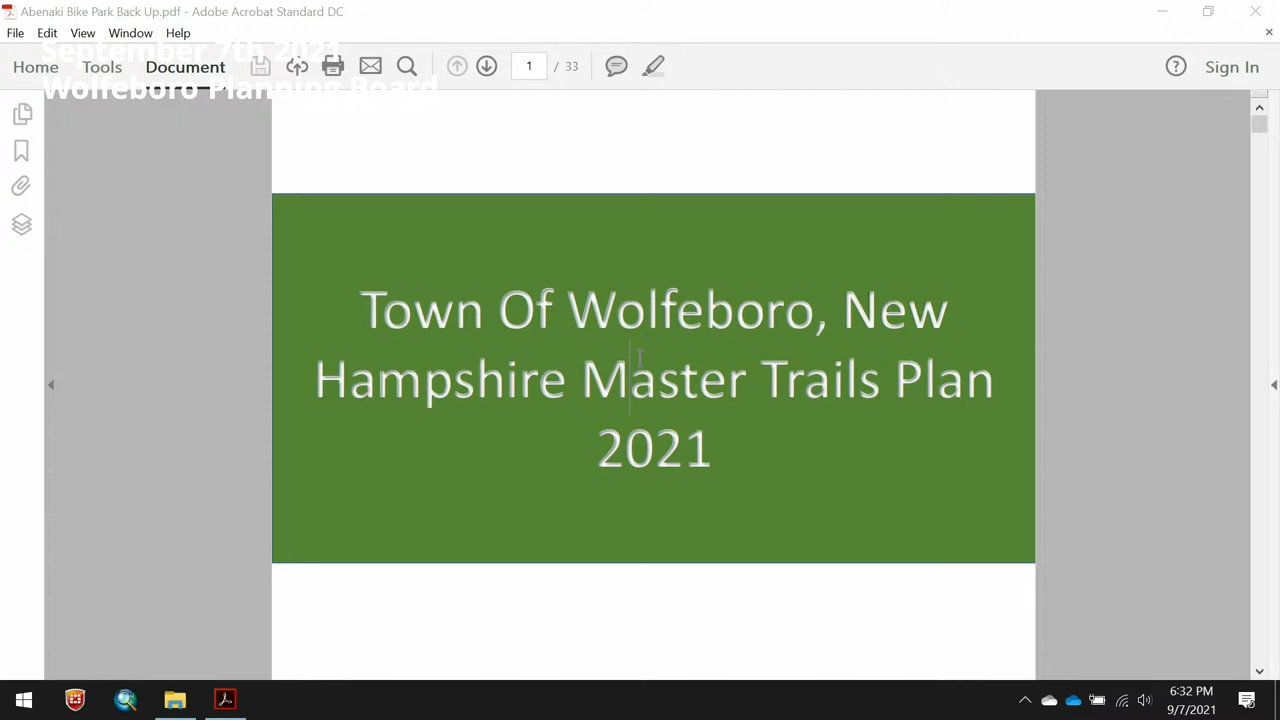 Abenaki Bike Park Back Up.pdf - Adobe Acrobat Standard DC
File Edit View Window Help
September 7th 2021
Home Tools Document 1 / 33 Sign In
Wolfeboro Planning Board
Town Of Wolfeboro, New
Hampshire Master Trails Plan
2021
6:32 PM
9/7/2021